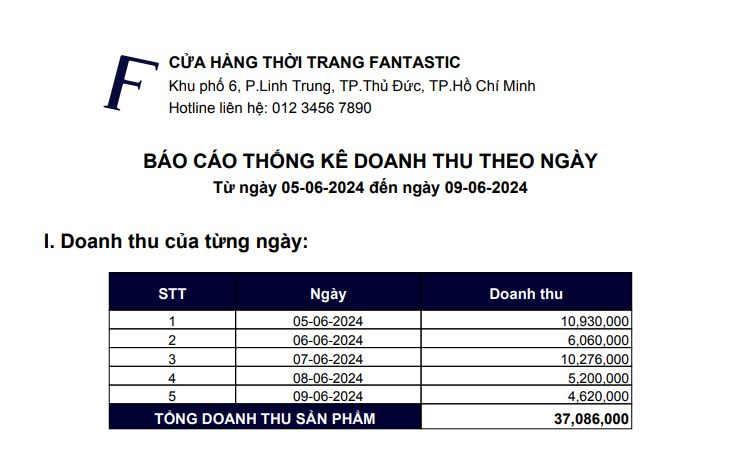 F
CỬA HÀNG THỜI TRANG FANTASTIC
Khu phố 6, P.Linh Trung, TP.Thủ Đức, TP.Hồ Chí Minh
Hotline liên hệ: 012 3456 7890
BÁO CÁO THỐNG KÊ DOANH THU THEO NGÀY
Từ ngày 05-06-2024 đến ngày 09-06-2024
I. Doanh thu của từng ngày:
STT Ngày Doanh thu
1 05-06-2024 10,930,000
2 06-06-2024 6,060,000
3 07-06-2024 10,276,000
4 08-06-2024 5,200,000
5 09-06-2024 4,620,000
TỔNG DOANH THU SẢN PHẨM 37,086,000